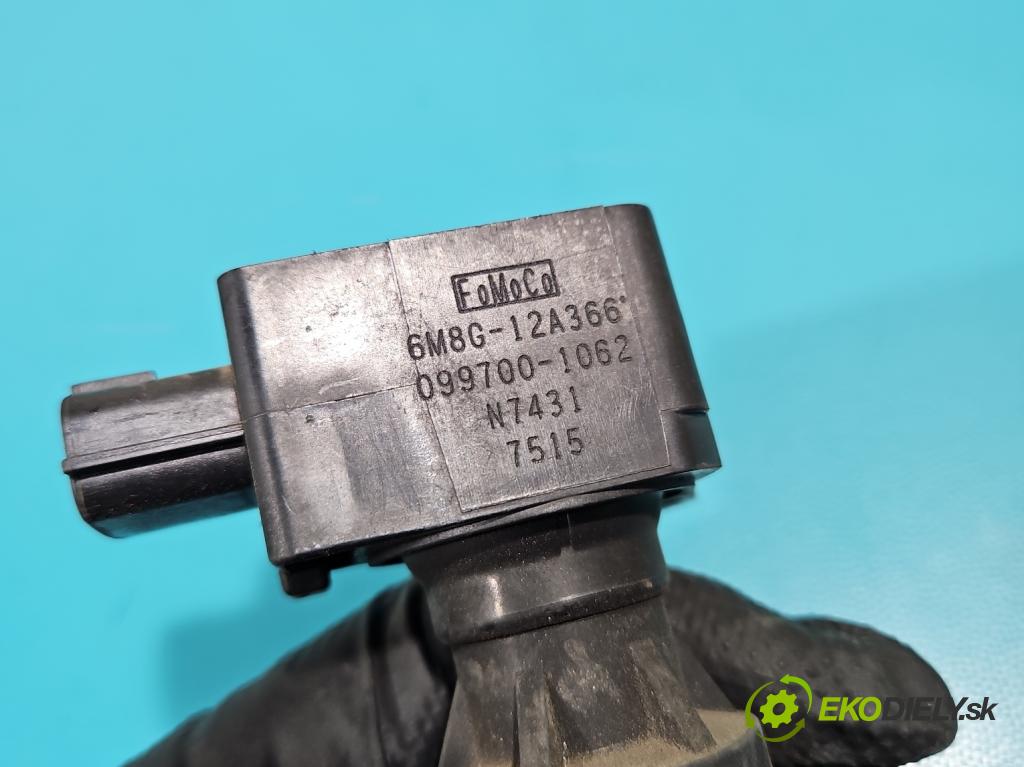 FoMoCo
6M8G-12A366
099700-1062
N7431
7515
EKODIELY.sk